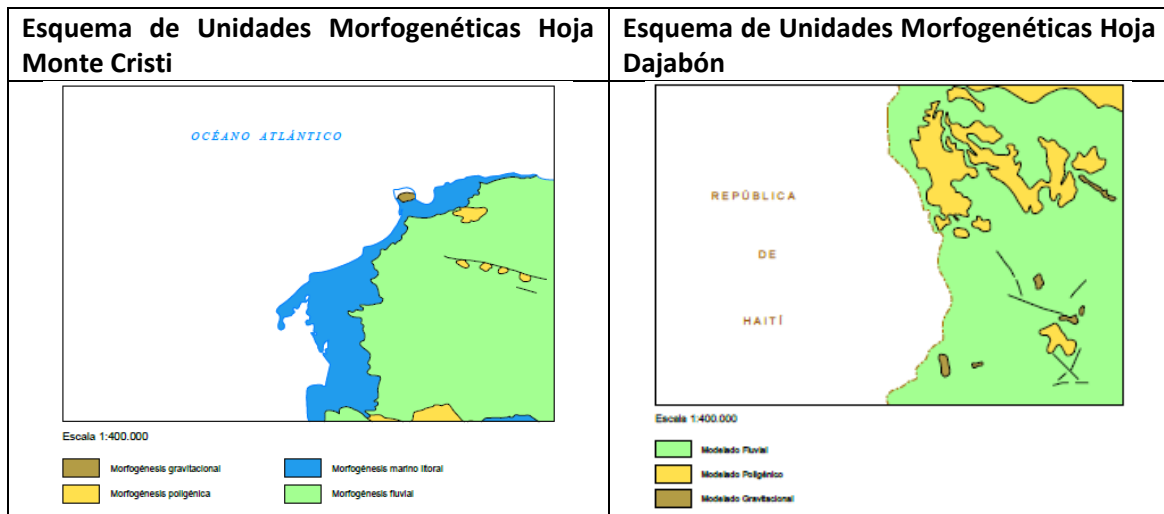 Esquema de Unidades Morfogenéticas Hoja
Monte Cristi
OCÉANO ATLÁNTICO
Escala 1:400.000
Morfogénesis gravitacional
Morfogénesis marino litoral
Morfogénesis poligénica
Morfogénesis fluvial
Esquema de Unidades Morfogenéticas Hoja
Dajabón
REPÚBLICA
DE
HAITÍ
Escala 1:400.000
Modelado Fluvial
Modelado Poligénico
Modelado Gravitacional